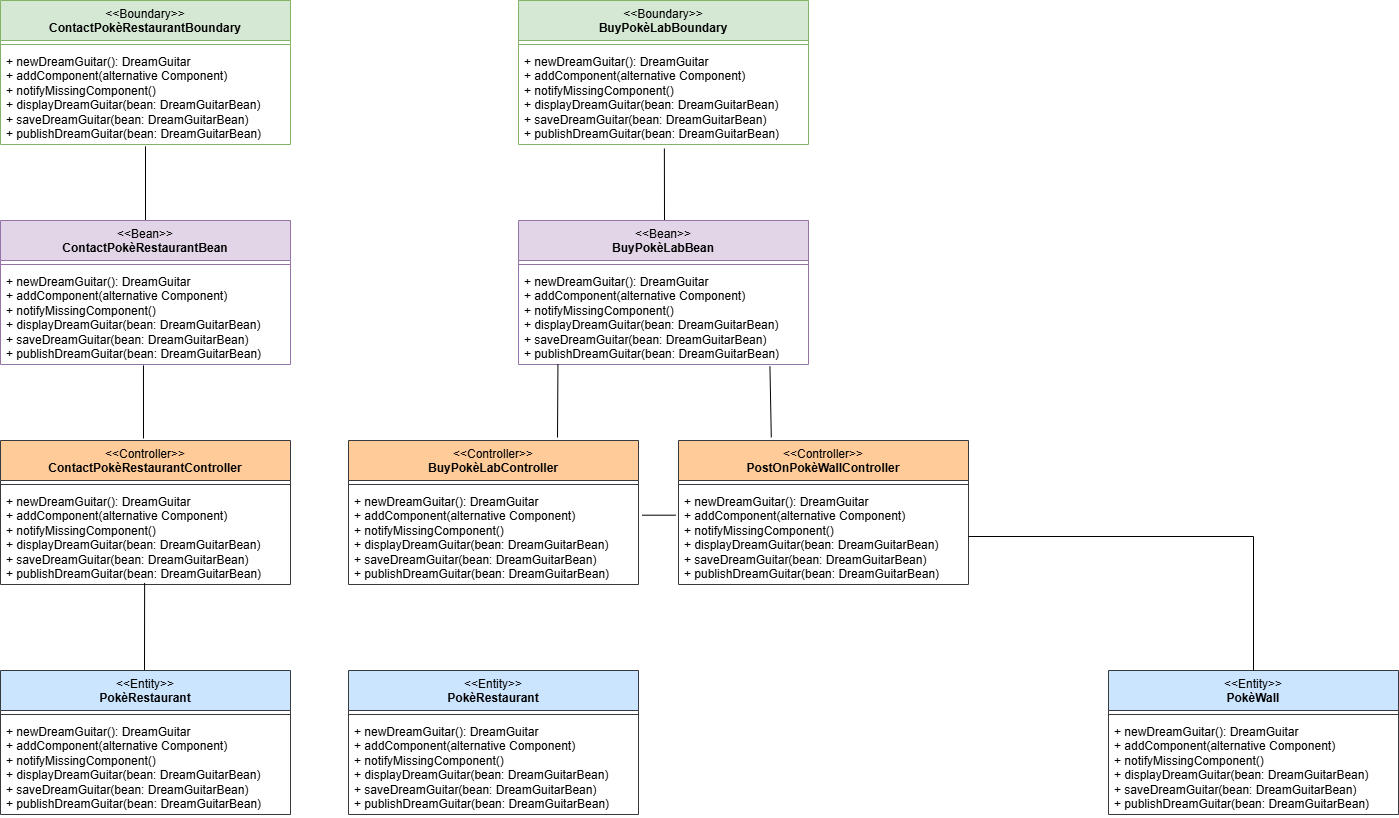 <<Boundary>>
ContactPokèRestaurantBoundary
+ newDreamGuitar(): DreamGuitar
+ addComponent(alternative Component)
+ notifyMissingComponent()
+ displayDreamGuitar(bean: DreamGuitarBean)
+ saveDreamGuitar(bean: DreamGuitarBean)
+ publishDreamGuitar(bean: DreamGuitarBean)
<<Boundary>>
BuyPokèLabBoundary
+ newDreamGuitar(): DreamGuitar
+ addComponent(alternative Component)
+ notifyMissingComponent()
+ displayDreamGuitar(bean: DreamGuitarBean)
+ saveDreamGuitar(bean: DreamGuitarBean)
+ publishDreamGuitar(bean: DreamGuitarBean)
<<Bean>>
ContactPokèRestaurantBean
+ newDreamGuitar(): DreamGuitar
+ addComponent(alternative Component)
+ notifyMissingComponent()
+ displayDreamGuitar(bean: DreamGuitarBean)
+ saveDreamGuitar(bean: DreamGuitarBean)
+ publishDreamGuitar(bean: DreamGuitarBean)
<<Bean>>
BuyPokèLabBean
+ newDreamGuitar(): DreamGuitar
+ addComponent(alternative Component)
+ notifyMissingComponent()
+ displayDreamGuitar(bean: DreamGuitarBean)
+ saveDreamGuitar(bean: DreamGuitarBean)
+ publishDreamGuitar(bean: DreamGuitarBean)
<<Controller>>
ContactPokèRestaurantController
+ newDreamGuitar(): DreamGuitar
+ addComponent(alternative Component)
+ notifyMissingComponent()
+ displayDreamGuitar(bean: DreamGuitarBean)
+ saveDreamGuitar(bean: DreamGuitarBean)
+ publishDreamGuitar(bean: DreamGuitarBean)
<<Controller>>
BuyPokèLabController
+ newDreamGuitar(): DreamGuitar
+ addComponent(alternative Component)
+ notifyMissingComponent()
+ displayDreamGuitar(bean: DreamGuitarBean)
+ saveDreamGuitar(bean: DreamGuitarBean)
+ publishDreamGuitar(bean: DreamGuitarBean)
<<Controller>>
PostOnPokèWallController
+ newDreamGuitar(): DreamGuitar
+ addComponent(alternative Component)
+ notifyMissingComponent()
+ displayDreamGuitar(bean: DreamGuitarBean)
+ saveDreamGuitar(bean: DreamGuitarBean)
+ publishDreamGuitar(bean: DreamGuitarBean)
<<Entity>>
PokèRestaurant
+ newDreamGuitar(): DreamGuitar
+ addComponent(alternative Component)
+ notifyMissingComponent()
+ displayDreamGuitar(bean: DreamGuitarBean)
+ saveDreamGuitar(bean: DreamGuitarBean)
+ publishDreamGuitar(bean: DreamGuitarBean)
<<Entity>>
PokèRestaurant
+ newDreamGuitar(): DreamGuitar
+ addComponent(alternative Component)
+ notifyMissingComponent()
+ displayDreamGuitar(bean: DreamGuitarBean)
+ saveDreamGuitar(bean: DreamGuitarBean)
+ publishDreamGuitar(bean: DreamGuitarBean)
<<Entity>>
PokèWall
+ newDreamGuitar(): DreamGuitar
+ addComponent(alternative Component)
+ notifyMissingComponent()
+ displayDreamGuitar(bean: DreamGuitarBean)
+ saveDreamGuitar(bean: DreamGuitarBean)
+ publishDreamGuitar(bean: DreamGuitarBean)